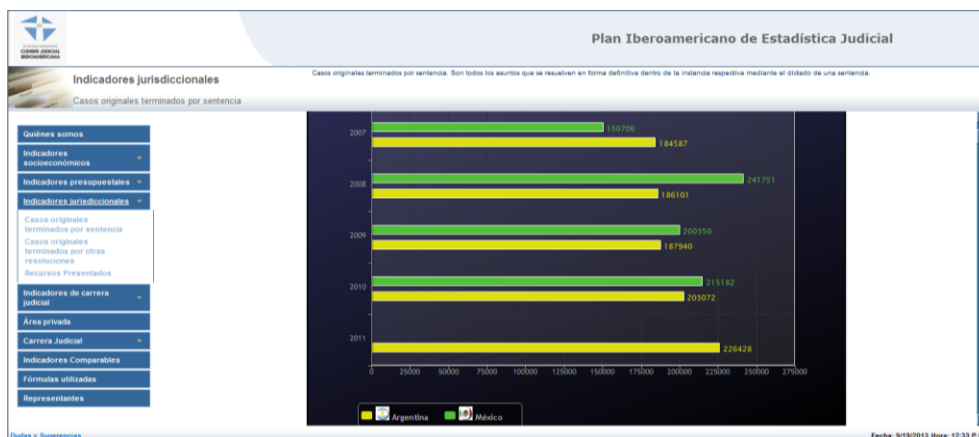 CUMBRE JUDICIAL
IBEROAMERICANA
Plan Iberoamericano de Estadística Judicial
Indicadores jurisdiccionales
Casos originales terminados por sentencia
Casos originales terminados por sentencia. Son todos los asuntos que se resuelven en forma definitiva dentro de la instancia respectiva mediante el dictado de una sentencia.
Quiénes somos
Indicadores
socioeconómicos
Indicadores presupuestales
Indicadores jurisdiccionales
Casos originales
terminados por sentencia
Casos originales
terminados por otras
resoluciones
Recursos Presentados
Indicadores de carrera
judicial
Área privada
Carrera Judicial
Indicadores Comparables
Fórmulas utilizadas
Representantes
2007
150706
184587
2008
241751
186101
2009
200350
187940
2010
215182
203072
2011
226428
0 25000 50000 75000 100000 125000 150000 175000 200000 225000 250000 275000
Argentina México
Dudas y Sugerencias
Fecha: 9/19/2013 Hora: 12:33